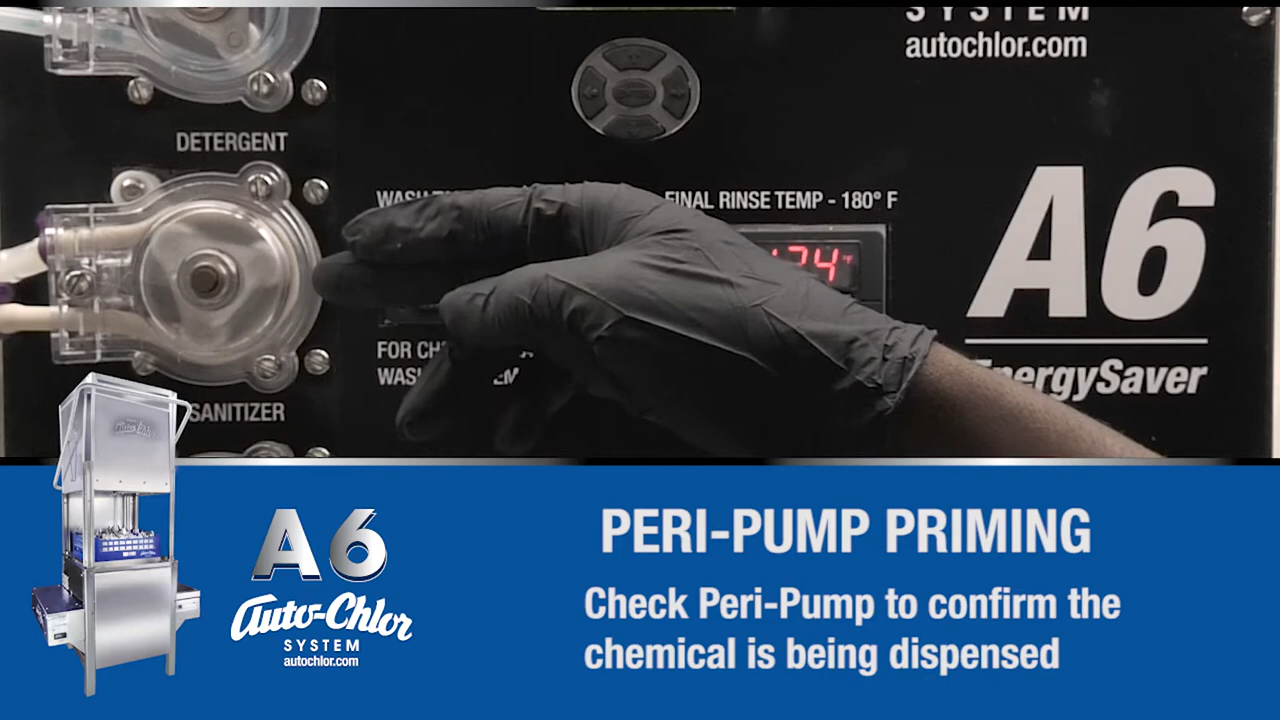 SYSTEM
autochlor.com
DETERGENT
FINAL RINSE TEMP - 180° F
A6
EnergySaver
SANITIZER
A6
Auto-Chlor
SYSTEM
autochlor.com
PERI-PUMP PRIMING
Check Peri-Pump to confirm the
chemical is being dispensed